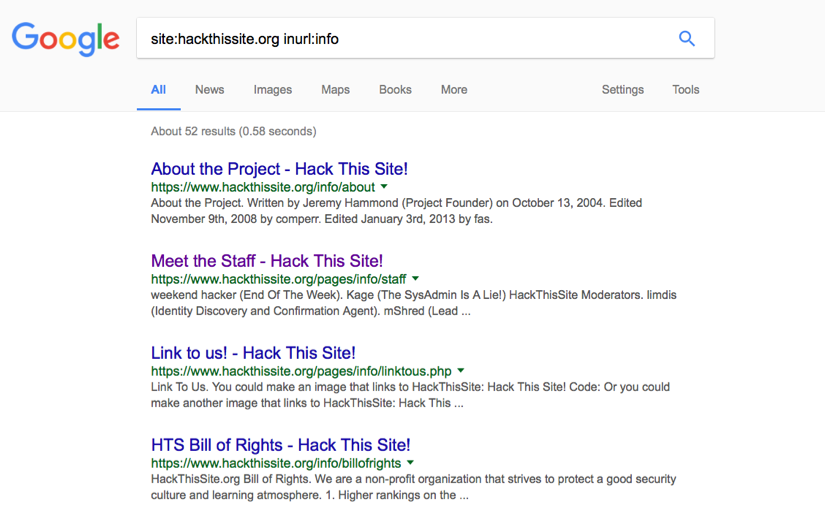 Google
site:hackthissite.org inurl:info
All News Images Maps Books More Settings Tools
About 52 results (0.58 seconds)
About the Project - Hack This Site!
https://www.hackthissite.org/info/about
About the Project. Written by Jeremy Hammond (Project Founder) on October 13, 2004. Edited
November 9th, 2008 by comperr. Edited January 3rd, 2013 by fas.
Meet the Staff - Hack This Site!
https://www.hackthissite.org/pages/info/staff
weekend hacker (End Of The Week). Kage (The SysAdmin Is A Lie!) HackThisSite Moderators. limdis
(Identity Discovery and Confirmation Agent). mShred (Lead ...
Link to us! - Hack This Site!
https://www.hackthissite.org/pages/info/linktous.php
Link To Us. You could make an image that links to HackThisSite: Hack This Site! Code: Or you could
make another image that links to HackThisSite: Hack This ...
HTS Bill of Rights - Hack This Site!
https://www.hackthissite.org/info/billofrights
HackThisSite.org Bill of Rights. We are a non-profit organization that strives to protect a good security
culture and learning atmosphere. 1. Higher rankings on the ...